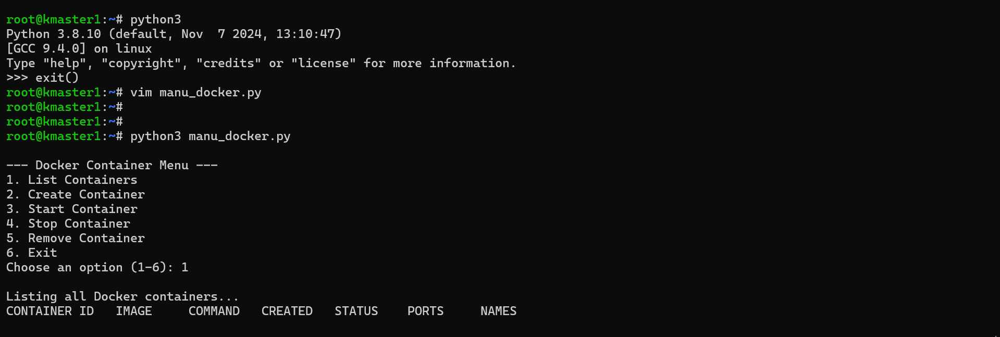 root@kmaster1:~# python3
Python 3.8.10 (default, Nov  7 2024, 13:10:47)
[GCC 9.4.0] on linux
Type "help", "copyright", "credits" or "license" for more information.
>>> exit()
root@kmaster1:~# vim manu_docker.py
root@kmaster1:~#
root@kmaster1:~#
root@kmaster1:~# python3 manu_docker.py

--- Docker Container Menu ---
1. List Containers
2. Create Container
3. Start Container
4. Stop Container
5. Remove Container
6. Exit
Choose an option (1-6): 1

Listing all Docker containers...
CONTAINER ID   IMAGE     COMMAND   CREATED   STATUS    PORTS     NAMES